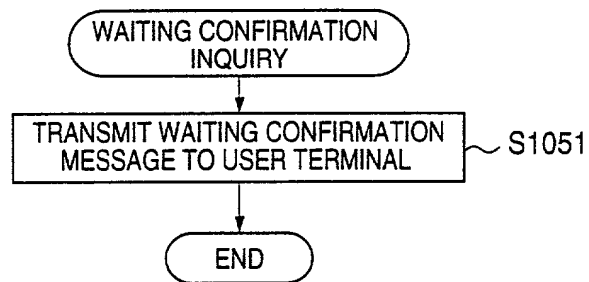 WAITING CONFIRMATION
INQUIRY
TRANSMIT WAITING CONFIRMATION
MESSAGE TO USER TERMINAL
S1051
END